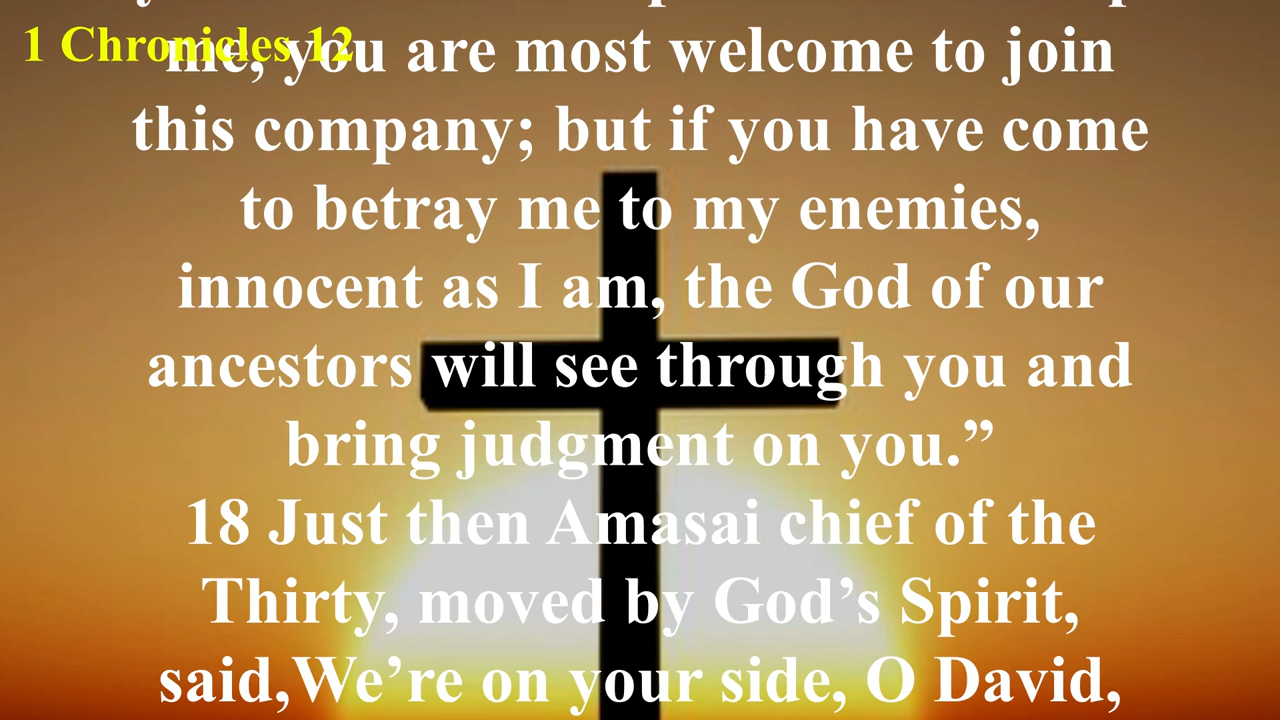 1 Chronicles 12
me, you are most welcome to join
this company; but if you have come
to betray me to my enemies,
innocent as I am, the God of our
ancestors will see through you and
bring judgment on you.”
18 Just then Amasai chief of the
Thirty, moved by God’s Spirit,
said,We’re on your side, O David,